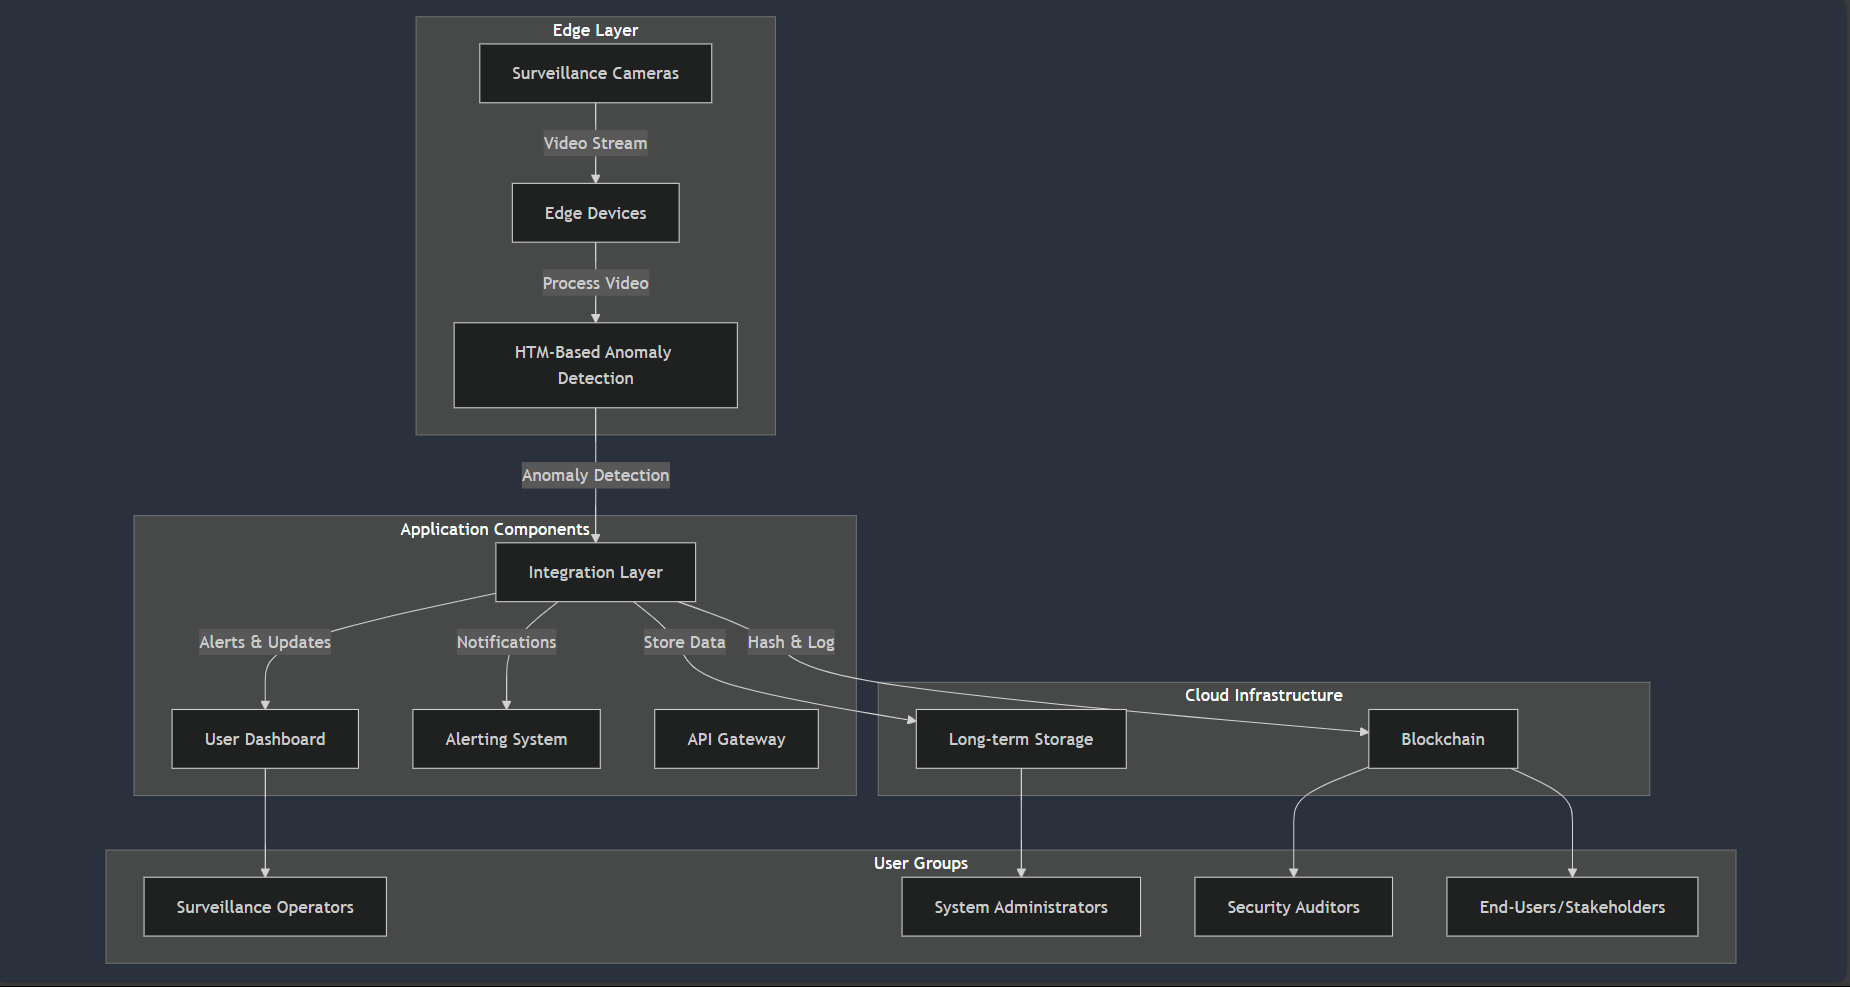 Edge Layer
Surveillance Cameras
Video Stream
Edge Devices
Process Video
HTM-Based Anomaly
Detection
Anomaly Detection
Application Components
Integration Layer
Alerts & Updates
Notifications
Store Data
Hash & Log
Cloud Infrastructure
User Dashboard
Alerting System
API Gateway
Long-term Storage
Blockchain
User Groups
Surveillance Operators
System Administrators
Security Auditors
End-Users/Stakeholders